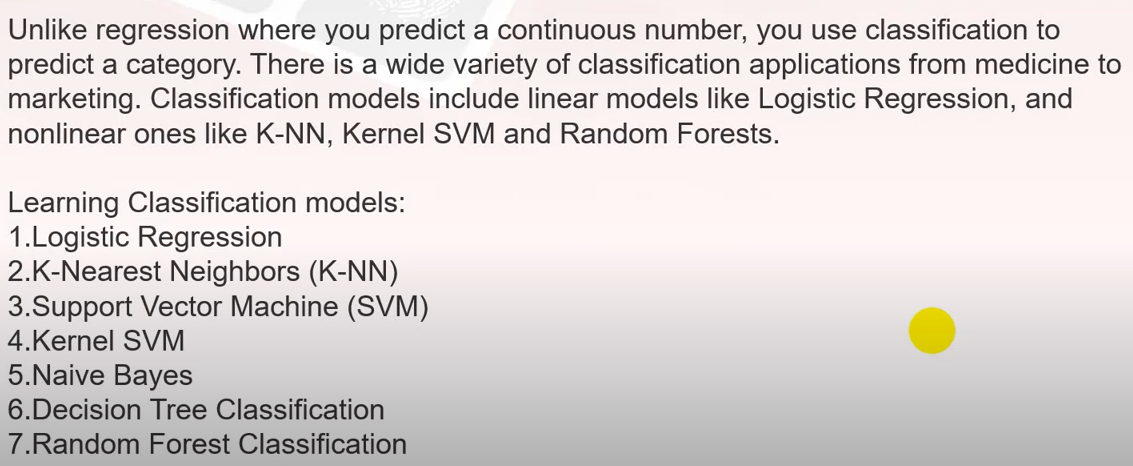 Unlike regression where you predict a continuous number, you use classification to
predict a category. There is a wide variety of classification applications from medicine to
marketing. Classification models include linear models like Logistic Regression, and
nonlinear ones like K-NN, Kernel SVM and Random Forests.
Learning Classification models:
1.Logistic Regression
2.K-Nearest Neighbors (K-NN)
3.Support Vector Machine (SVM)
4.Kernel SVM
5.Naive Bayes
6.Decision Tree Classification
7.Random Forest Classification